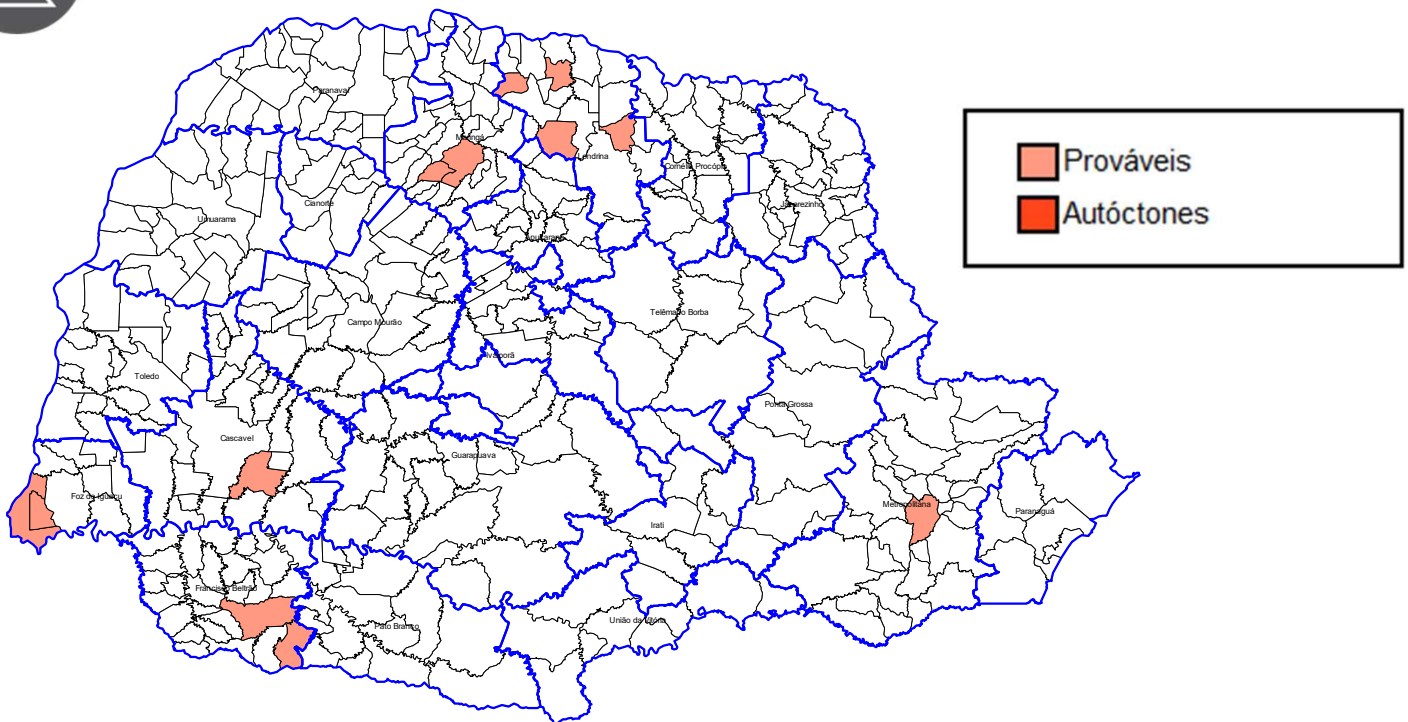 Paranavaí
Maringá
Londrina
Cornélio Procópio
Jacarezinho
Umuarama
Cianorte
Apucarana
Campo Mourão
Telêmaco Borba
Ivaiporã
Toledo
Ponta Grossa
Cascavel
Guarapuava
Foz do Iguaçu
Metropolitana
Paranaguá
Irati
Francisco Beltrão
Pato Branco
União da Vitória
Prováveis
Autóctones